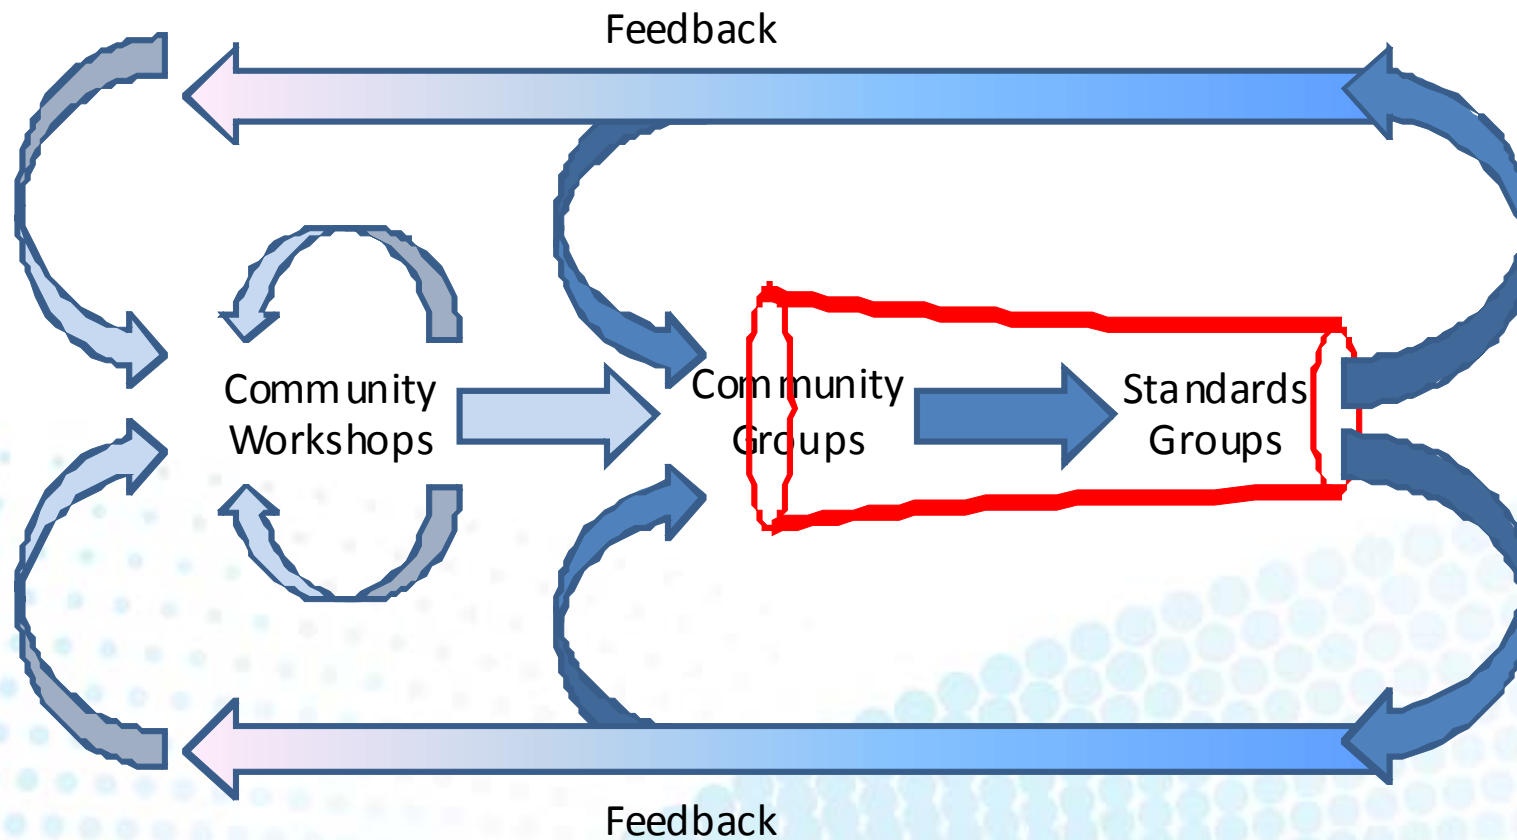 Feedback
Community
Workshops
Community
Groups
Standards
Groups
Feedback